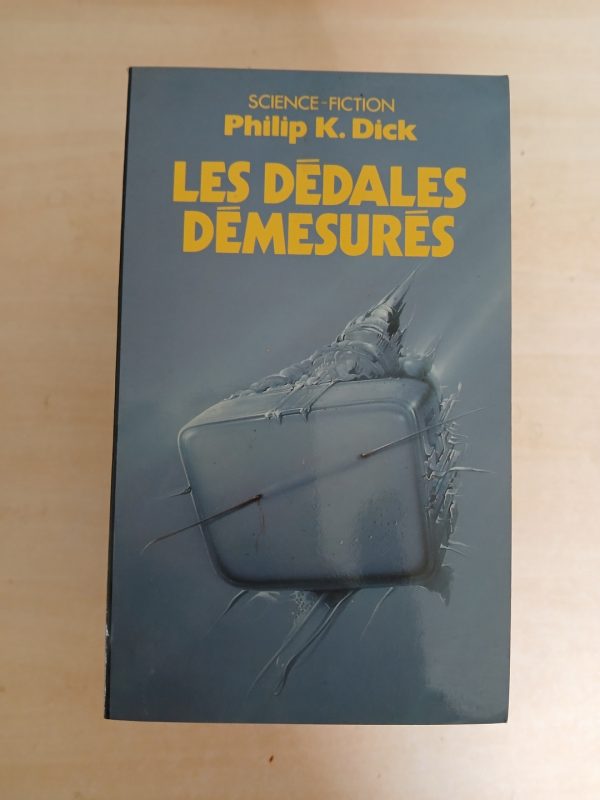 SCIENCE-FICTION
Philip K. Dick
LES DÉDALES
DÉMESURÉS